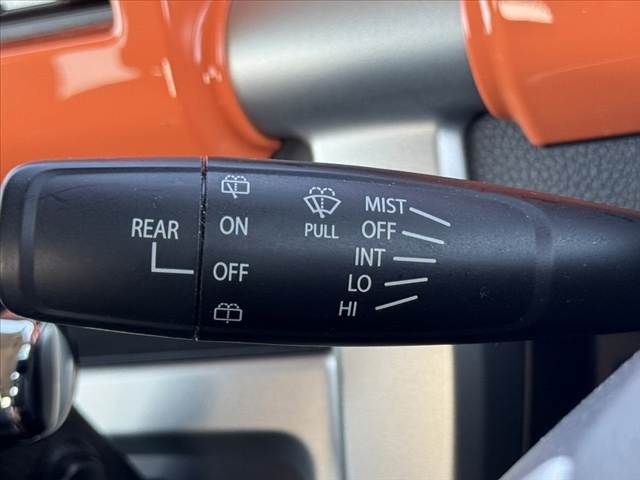 REAR
ON
OFF
PULL
MIST
OFF
INT
LO
HI